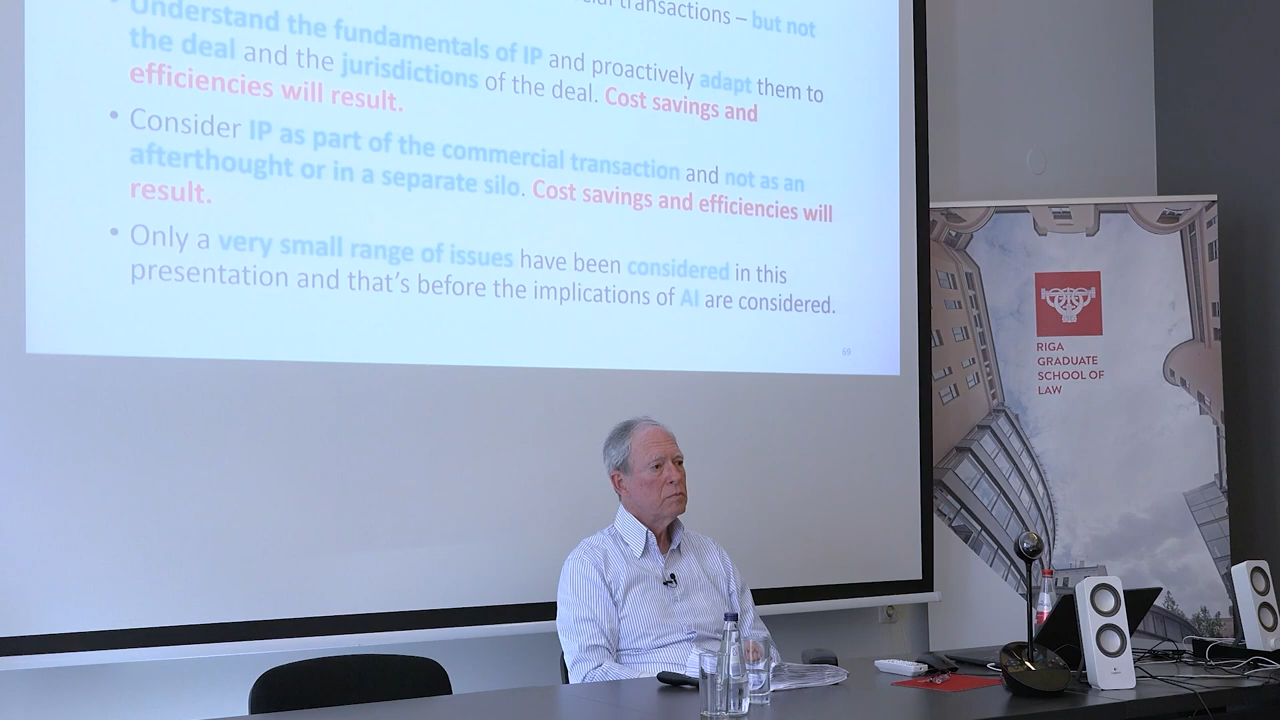 transactions – but not
Understand the fundamentals of IP and proactively adapt them to
the deal and the jurisdictions of the deal. Cost savings and
efficiencies will result.
• Consider IP as part of the commercial transaction and not as an
afterthought or in a separate silo. Cost savings and efficiencies will
result.
• Only a very small range of issues have been considered in this
presentation and that's before the implications of AI are considered.
69
RIGA
GRADUATE
SCHOOL OF
LAW